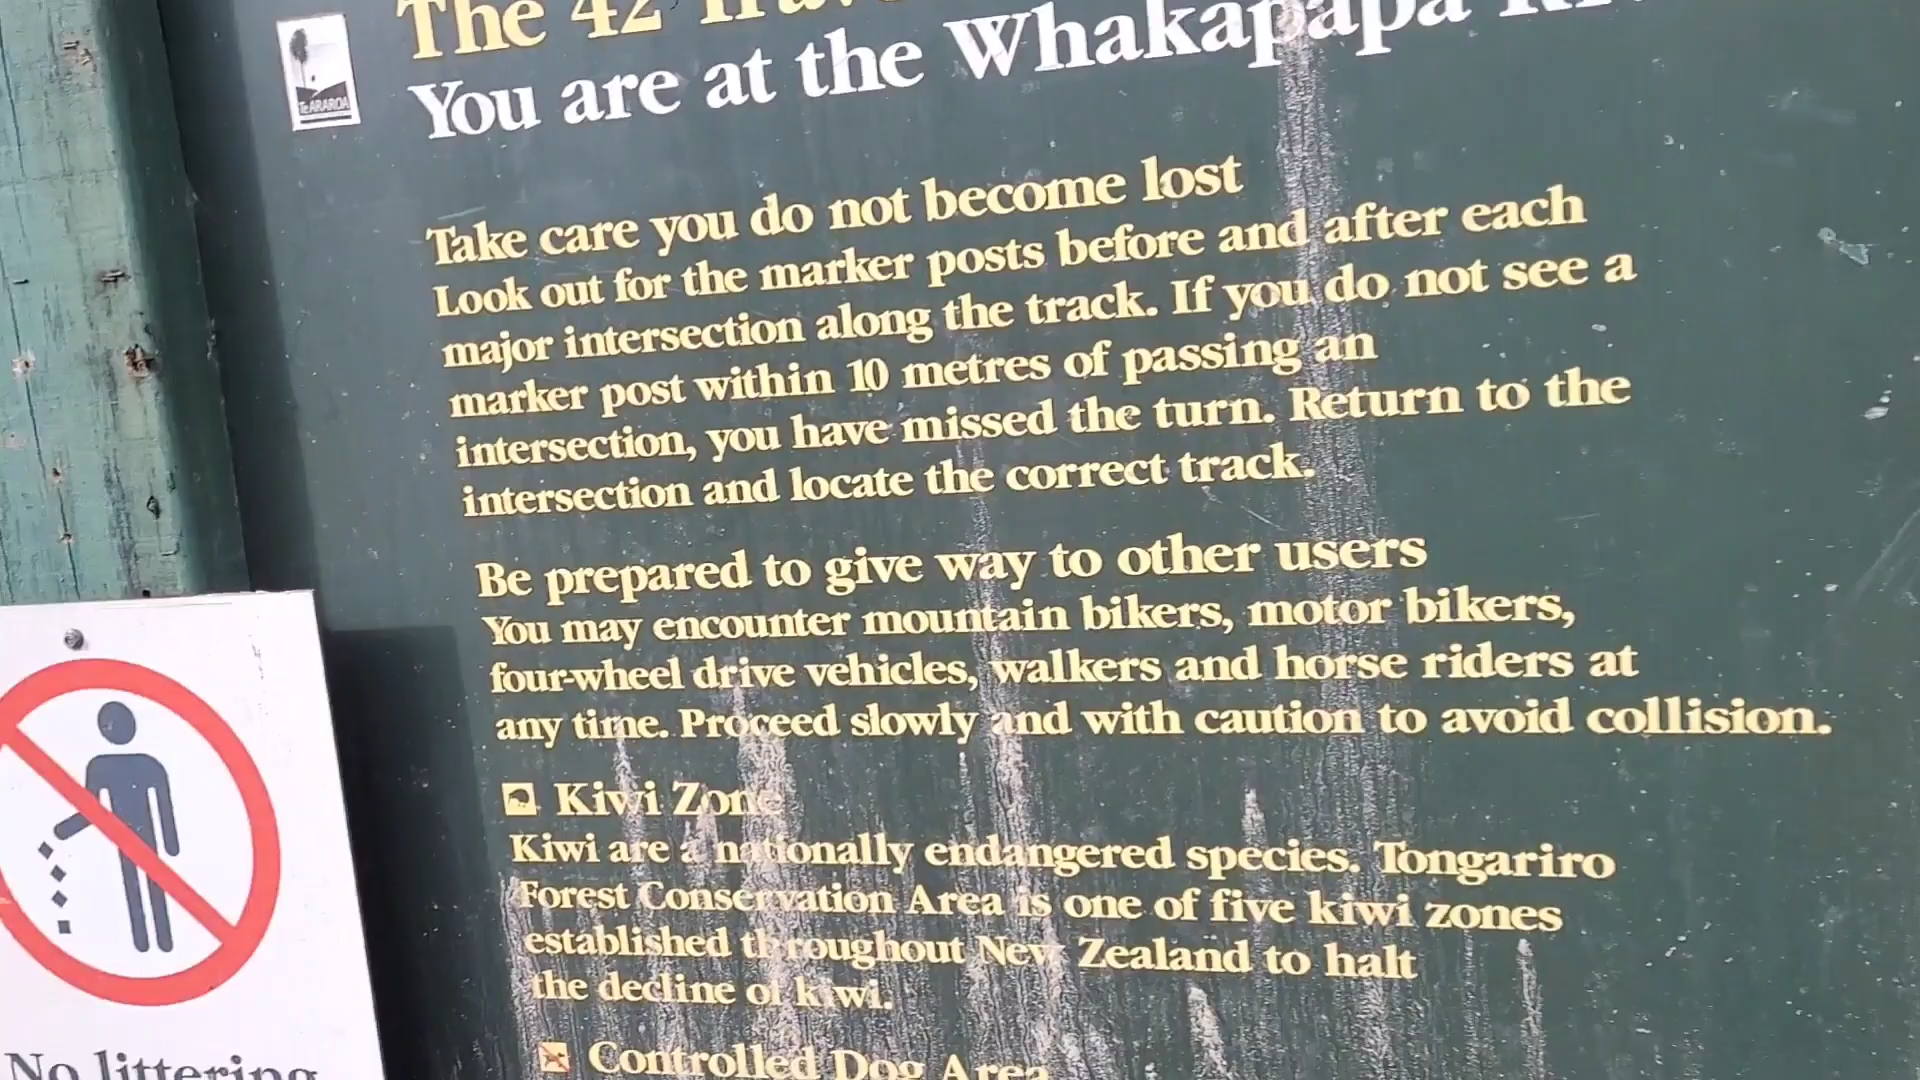 The 42
You are at the Whakapapa
Te ARAROA
Take care you do not become lost
Look out for the marker posts before and after each
major intersection along the track. If you do not see a
marker post within 10 metres of passing an
intersection, you have missed the turn. Return to the
intersection and locate the correct track.
Be prepared to give way to other users
You may encounter mountain bikers, motor bikers,
four-wheel drive vehicles, walkers and horse riders at
any time. Proceed slowly and with caution to avoid collision.
Kiwi Zone
Kiwi are a nationally endangered species. Tongariro
Forest Conservation Area is one of five kiwi zones
established throughout New Zealand to halt
the decline of kiwi.
Controlled Dog Area
No littering